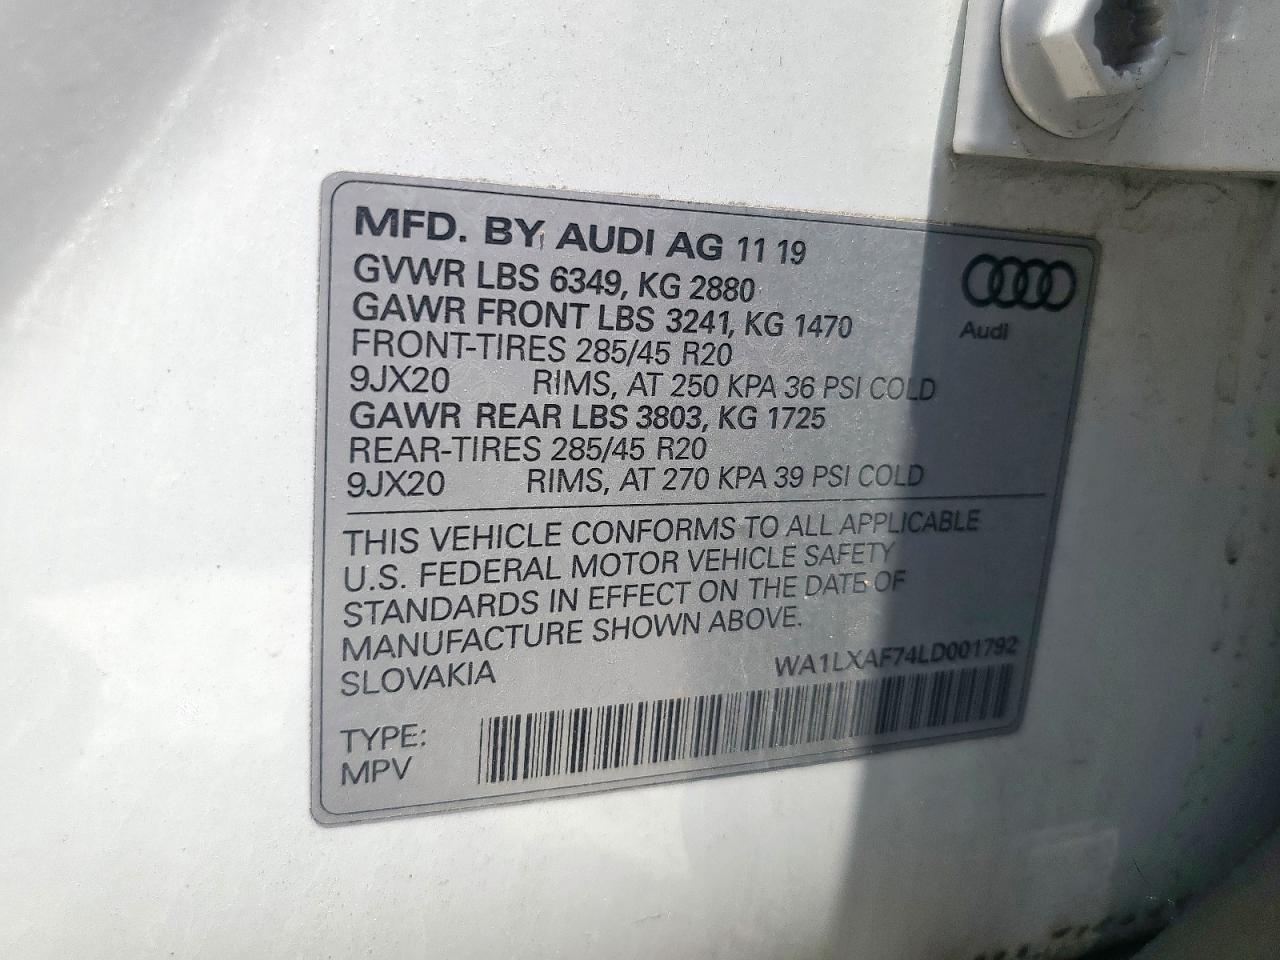 MFD. BY AUDI AG 11 19
GVWR LBS 6349, KG 2880
GAWR FRONT LBS 3241, KG 1470
FRONT-TIRES 285/45 R20
9JX20 RIMS, AT 250 KPA 36 PSI COLD
GAWR REAR LBS 3803, KG 1725
REAR-TIRES 285/45 R20
9JX20 RIMS, AT 270 KPA 39 PSI COLD
Audi
THIS VEHICLE CONFORMS TO ALL APPLICABLE
U.S. FEDERAL MOTOR VEHICLE SAFETY
STANDARDS IN EFFECT ON THE DATE OF
MANUFACTURE SHOWN ABOVE.
SLOVAKIA
WA1LXAF74LD001792
TYPE:
MPV